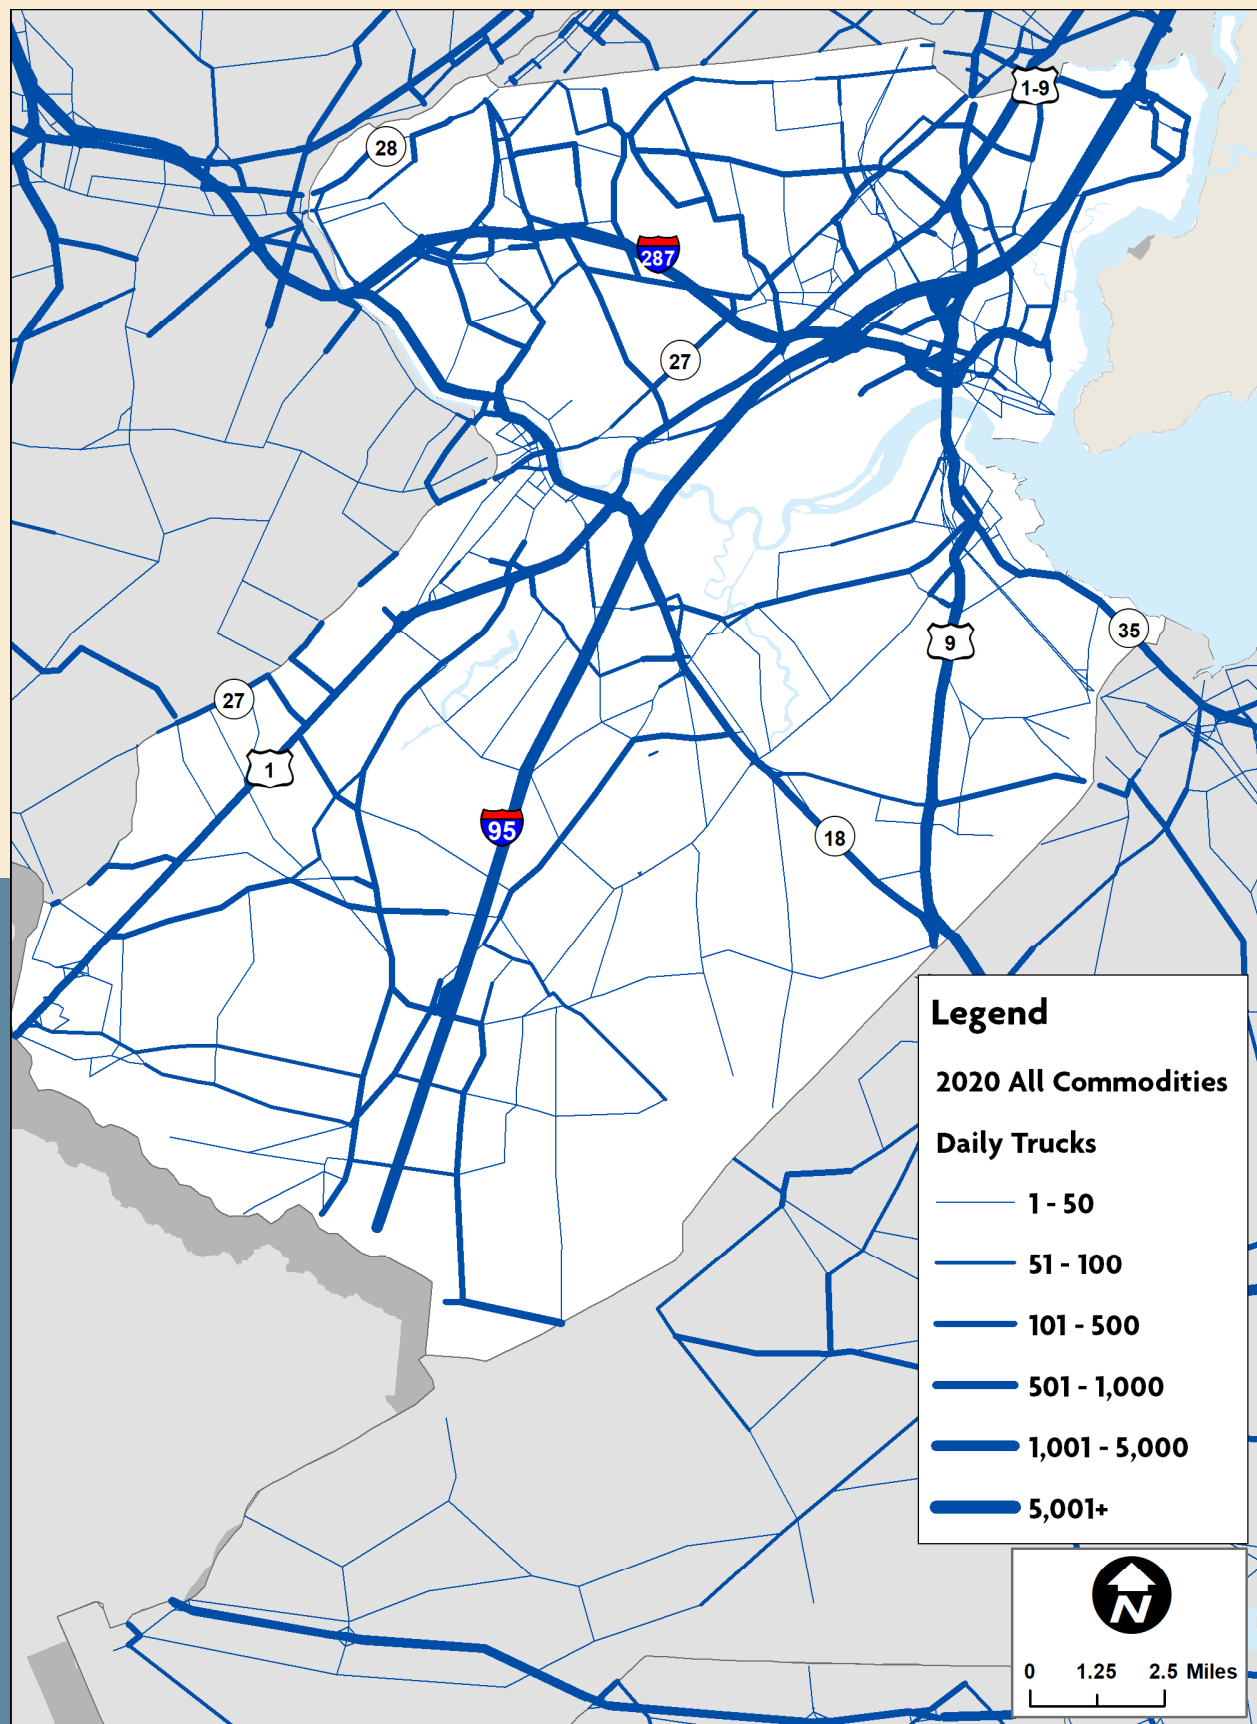 1-9
28
287
27
9
35
27
1
95
18
Legend
2020 All Commodities
Daily Trucks
1 - 50
51 - 100
101 - 500
501 - 1,000
1,001 - 5,000
5,001+
N
0 1.25 2.5 Miles